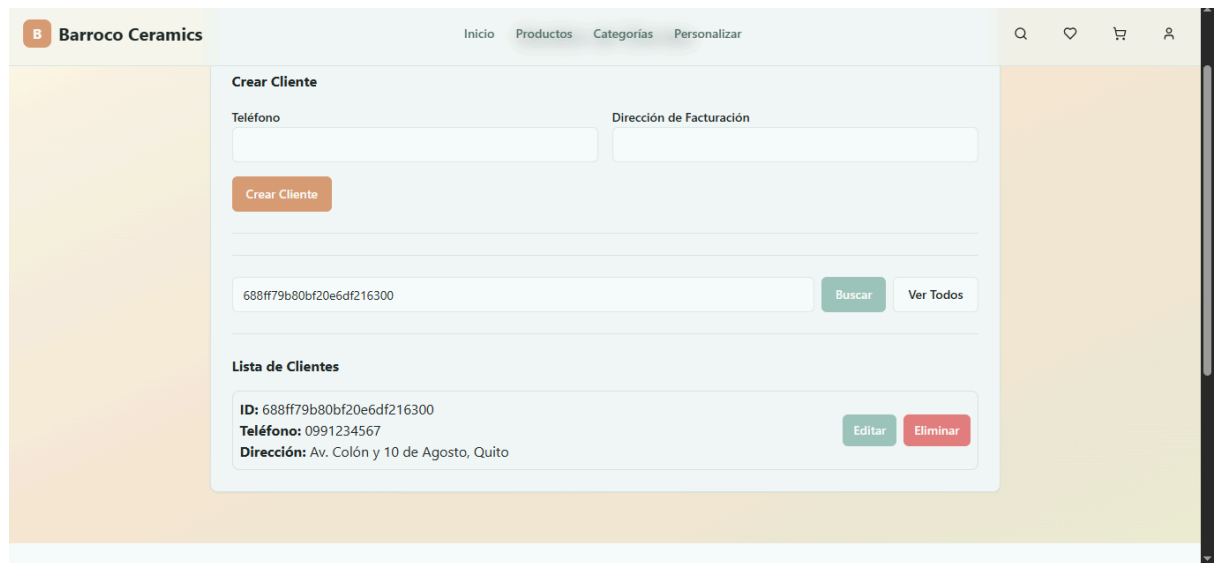 B Barroco Ceramics Inicio Productos Categorías Personalizar
Crear Cliente
Teléfono Dirección de Facturación
Crear Cliente
688ff79b80bf20e6df216300 Buscar Ver Todos
Lista de Clientes
ID: 688ff79b80bf20e6df216300
Teléfono: 0991234567
Dirección: Av. Colón y 10 de Agosto, Quito
Editar Eliminar